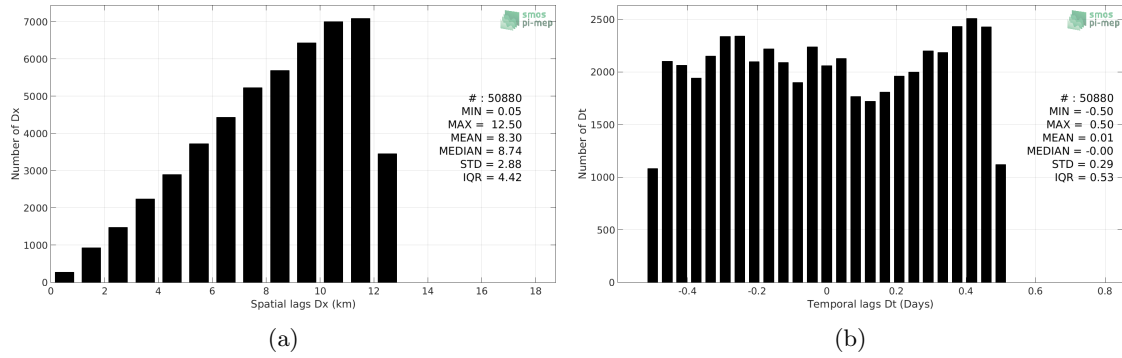 7000
6000
5000
4000
3000
2000
1000
0
Number of Dx
smos
pi-mep
# : 50880
MIN = 0.05
MAX = 12.50
MEAN = 8.30
MEDIAN = 8.74
STD = 2.88
IQR = 4.42
0 2 4 6 8 10 12 14 16 18
Spatial lags Dx (km)
(a)
2500
2000
1500
1000
500
0
Number of Dt
smos
pi-mep
# : 50880
MIN = -0.50
MAX = 0.50
MEAN = 0.01
MEDIAN = -0.00
STD = 0.29
IQR = 0.53
-0.4 -0.2 0 0.2 0.4 0.6 0.8
Temporal lags Dt (Days)
(b)